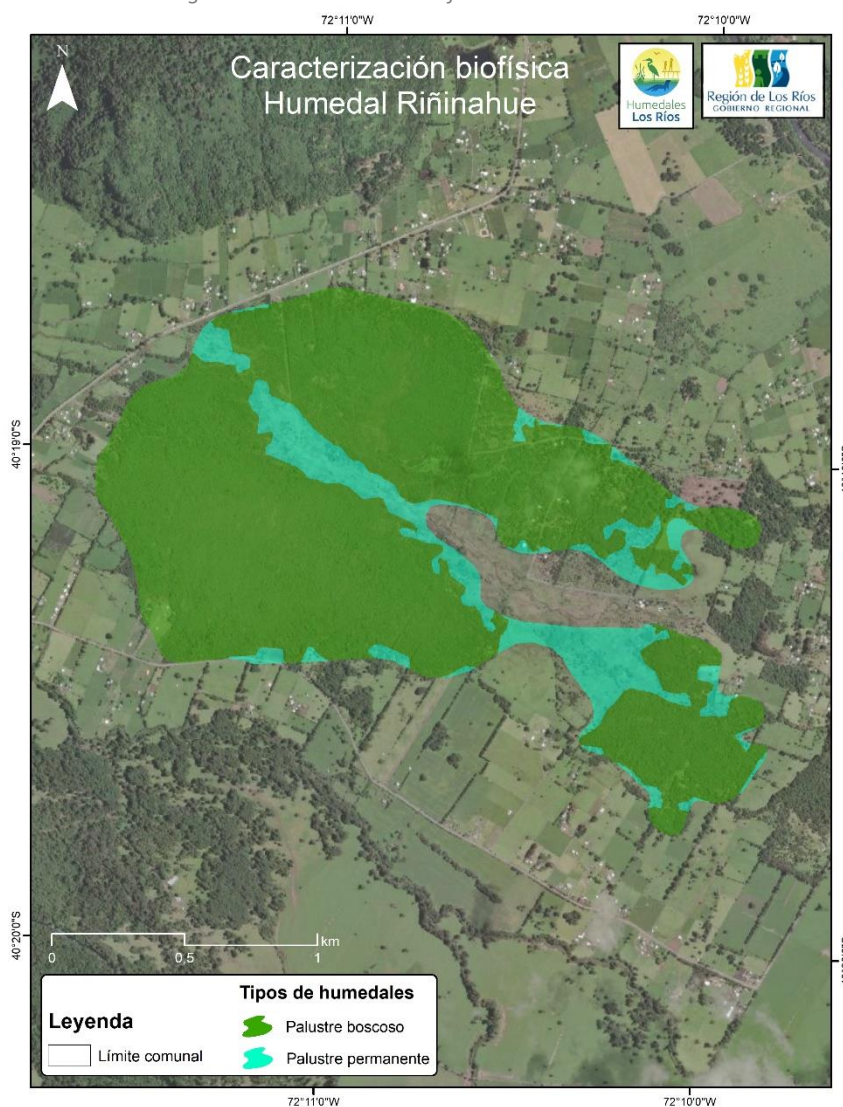 72°11'0"W
72°10'0"W
N
Caracterización biofísica
Humedal Riñinahue
Humedales
Los Ríos
Región de Los Ríos
GOBIERNO REGIONAL
40°19'0"S
40°20'0"S
0
0,5
1
km
Leyenda
Límite comunal
Tipos de humedales
Palustre boscoso
Palustre permanente
72°11'0"W
72°10'0"W